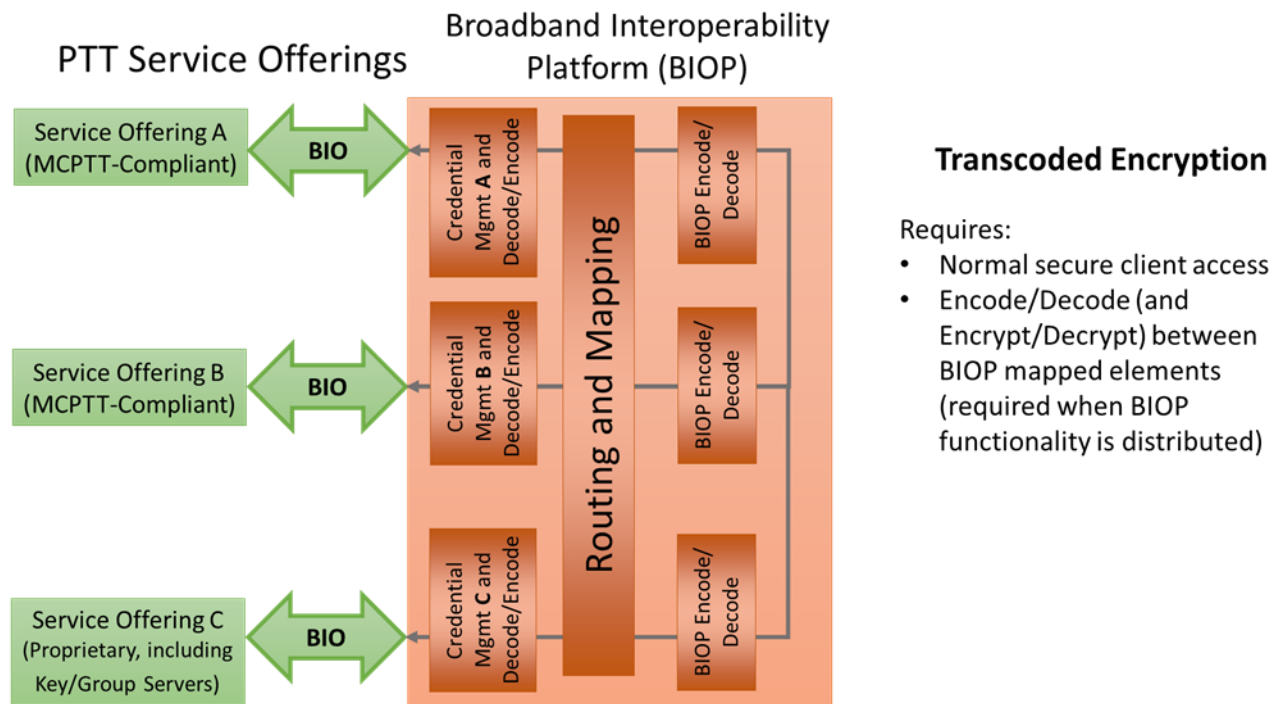 PTT Service Offerings
Broadband Interoperability
Platform (BIOP)
Service Offering A
(MCPTT-Compliant)
BIO
Credential
Mgmt A and
Decode/Encode
BIOP Encode/
Decode
Service Offering B
(MCPTT-Compliant)
BIO
Credential
Mgmt B and
Decode/Encode
Routing and Mapping
BIOP Encode/
Decode
Service Offering C
(Proprietary, including
Key/Group Servers)
BIO
Credential
Mgmt C and
Decode/Encode
BIOP Encode/
Decode
Transcoded Encryption
Requires:
• Normal secure client access
• Encode/Decode (and
Encrypt/Decrypt) between
BIOP mapped elements
(required when BIOP
functionality is distributed)